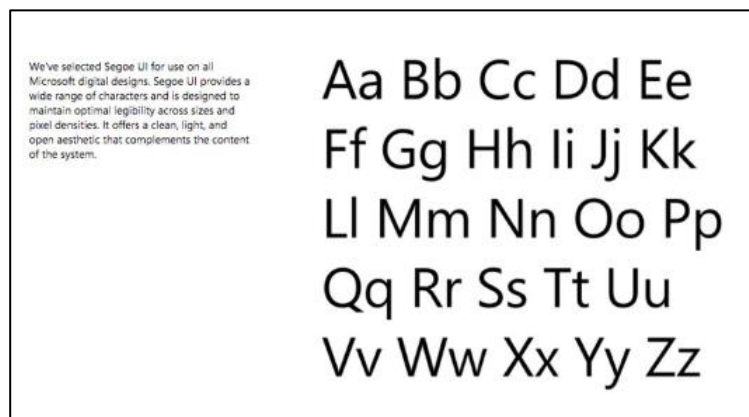 We've selected Segoe UI for use on all
Microsoft digital designs. Segoe UI provides a
wide range of characters and is designed to
maintain optimal legibility across sizes and
pixel densities. It offers a clean, light, and
open aesthetic that complements the content
of the system.
Aa Bb Cc Dd Ee
Ff Gg Hh Ii Jj Kk
Ll Mm Nn Oo Pp
Qq Rr Ss Tt Uu
Vv Ww Xx Yy Zz